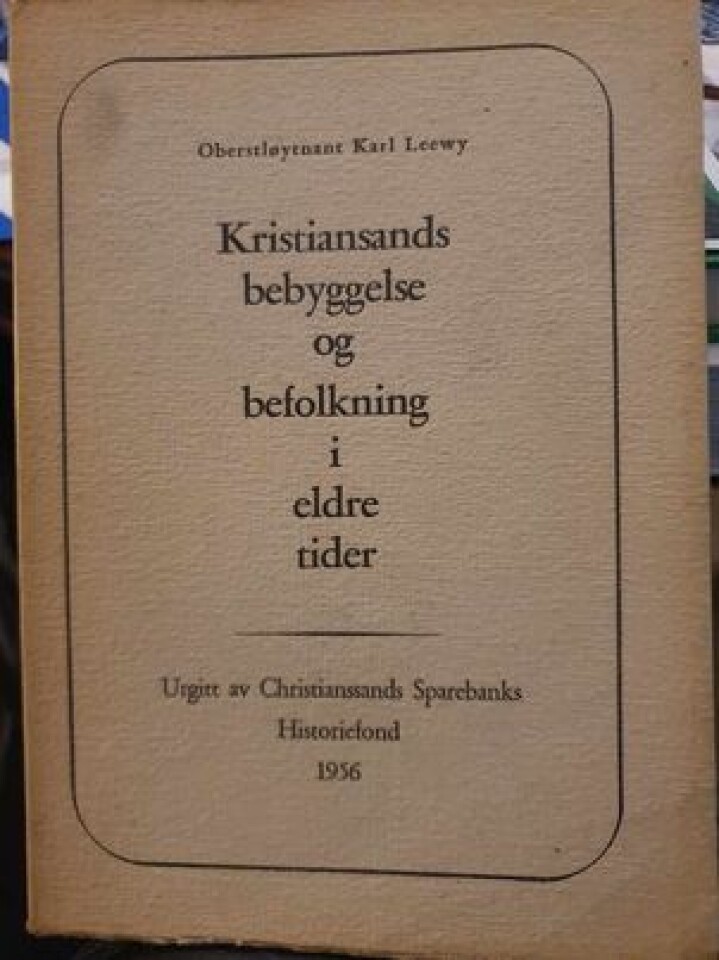 Oberstløytnant Karl Leewy
Kristiansands
bebyggelse
og
befolkning
i
eldre
tider
Utgitt av Christianssands Sparebanks
Historiefond
1956